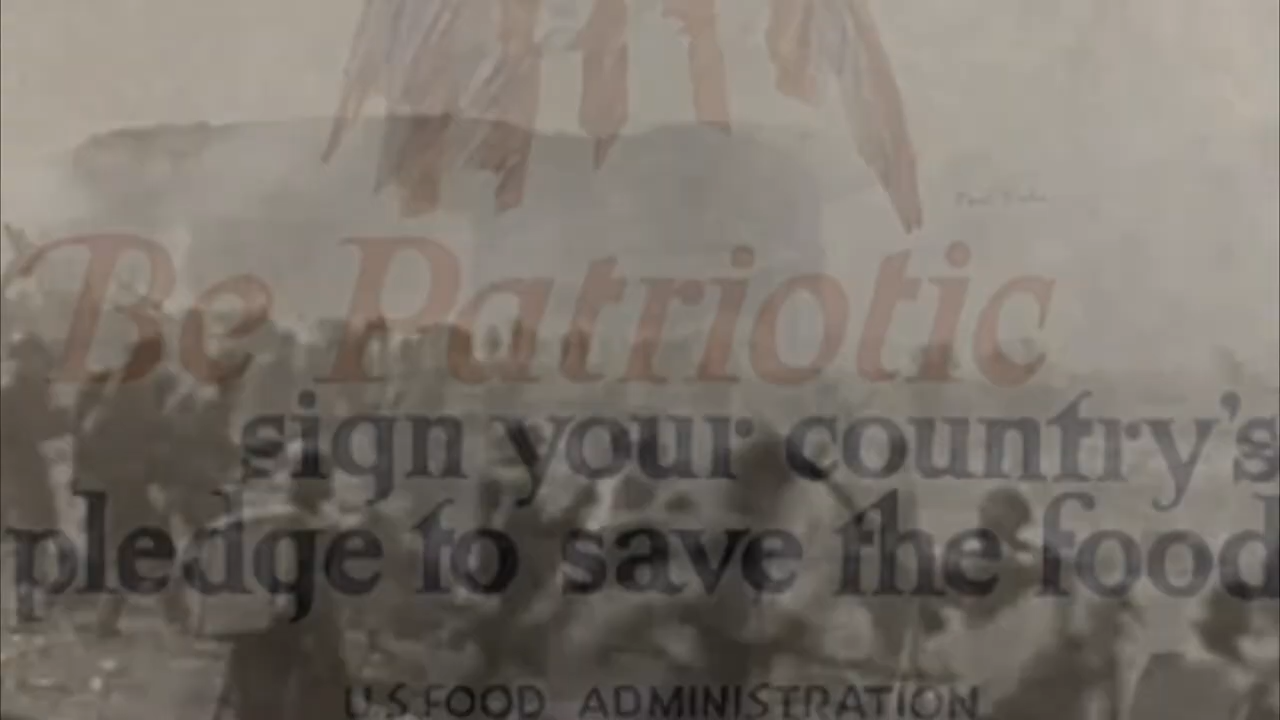 Be Patriotic
sign your country's
pledge to save the food
U.S. FOOD ADMINISTRATION